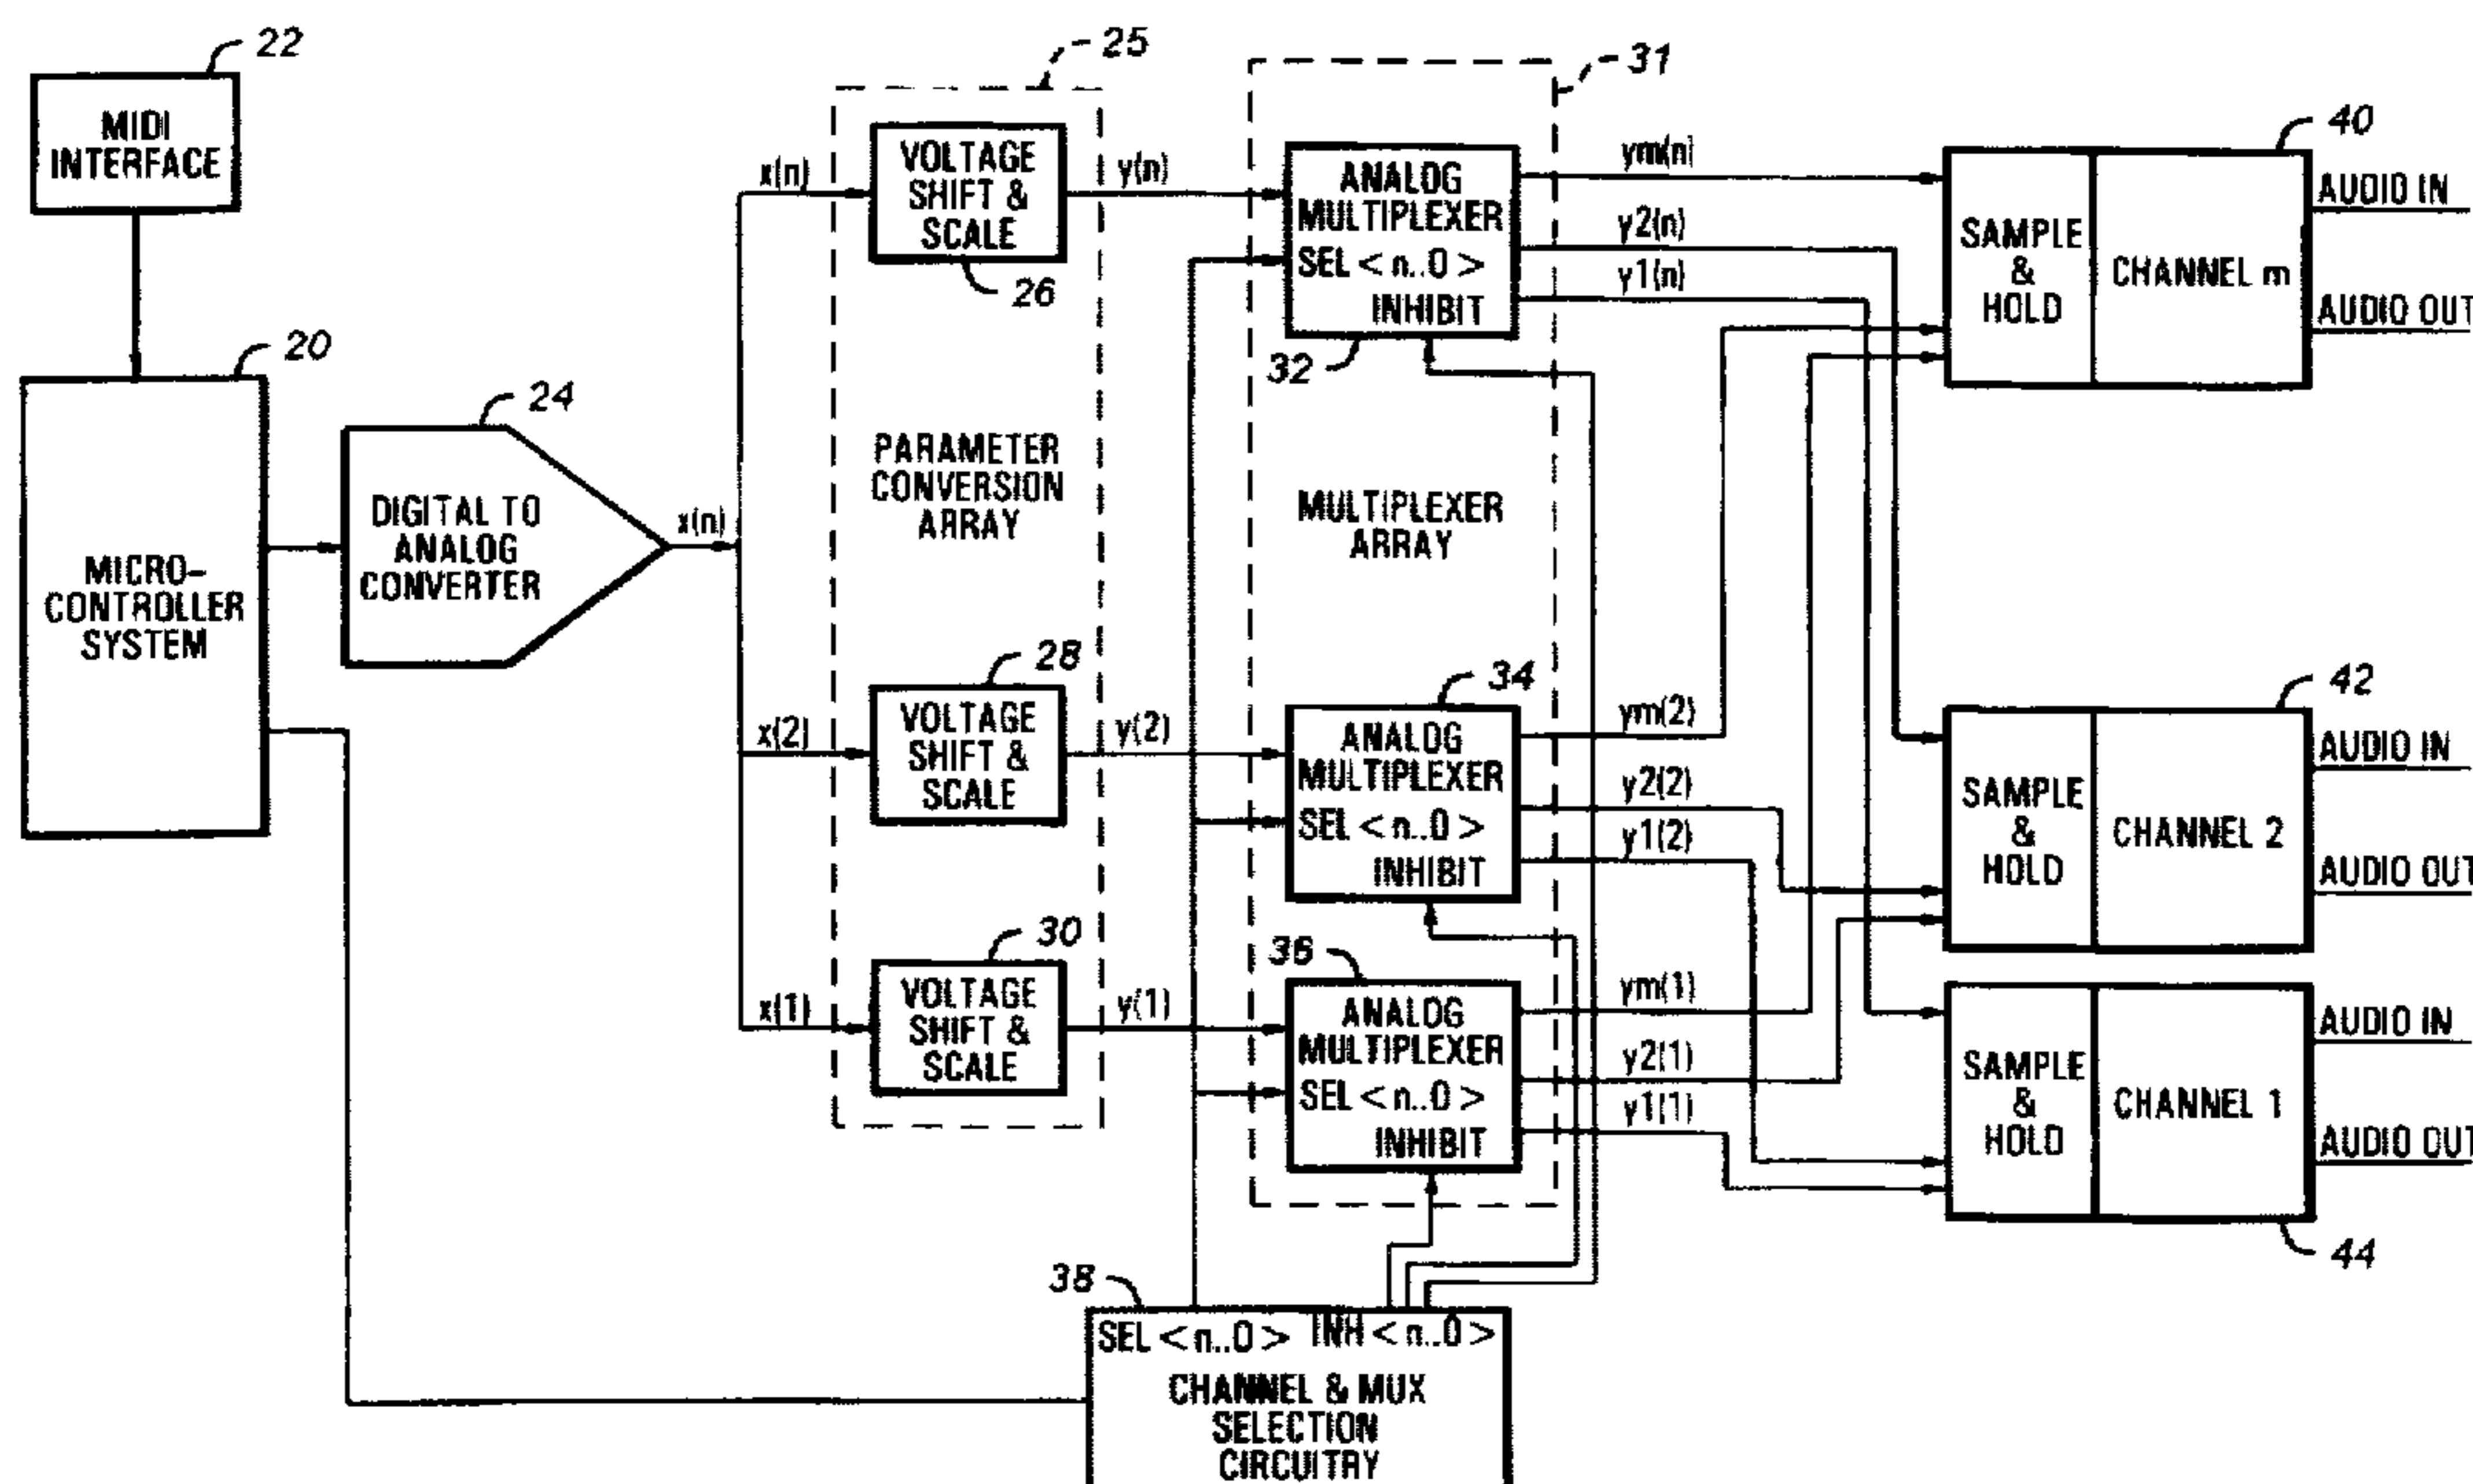 22
MIDI
INTERFACE
20
MICRO-
CONTROLLER
SYSTEM
24
DIGITAL TO
ANALOG
CONVERTER
x(n)
25
x(n)
VOLTAGE
SHIFT &
SCALE
26
y(n)
PARAMETER
CONVERSION
ARRAY
28
x(2)
VOLTAGE
SHIFT &
SCALE
y(2)
30
x(1)
VOLTAGE
SHIFT &
SCALE
y(1)
31
ANALOG
MULTIPLEXER
SEL < n..0 >
INHIBIT
32
ym(n)
y2(n)
y1(n)
MULTIPLEXER
ARRAY
34
ANALOG
MULTIPLEXER
SEL < n..0 >
INHIBIT
ym(2)
y2(2)
y1(2)
36
ANALOG
MULTIPLEXER
SEL < n..0 >
INHIBIT
ym(1)
y2(1)
y1(1)
38
SEL < n..0 > INH < n..0 >
CHANNEL & MUX
SELECTION
CIRCUITRY
40
SAMPLE
&
HOLD
CHANNEL m
AUDIO IN
AUDIO OUT
42
SAMPLE
&
HOLD
CHANNEL 2
AUDIO IN
AUDIO OUT
SAMPLE
&
HOLD
CHANNEL 1
AUDIO IN
AUDIO OUT
44